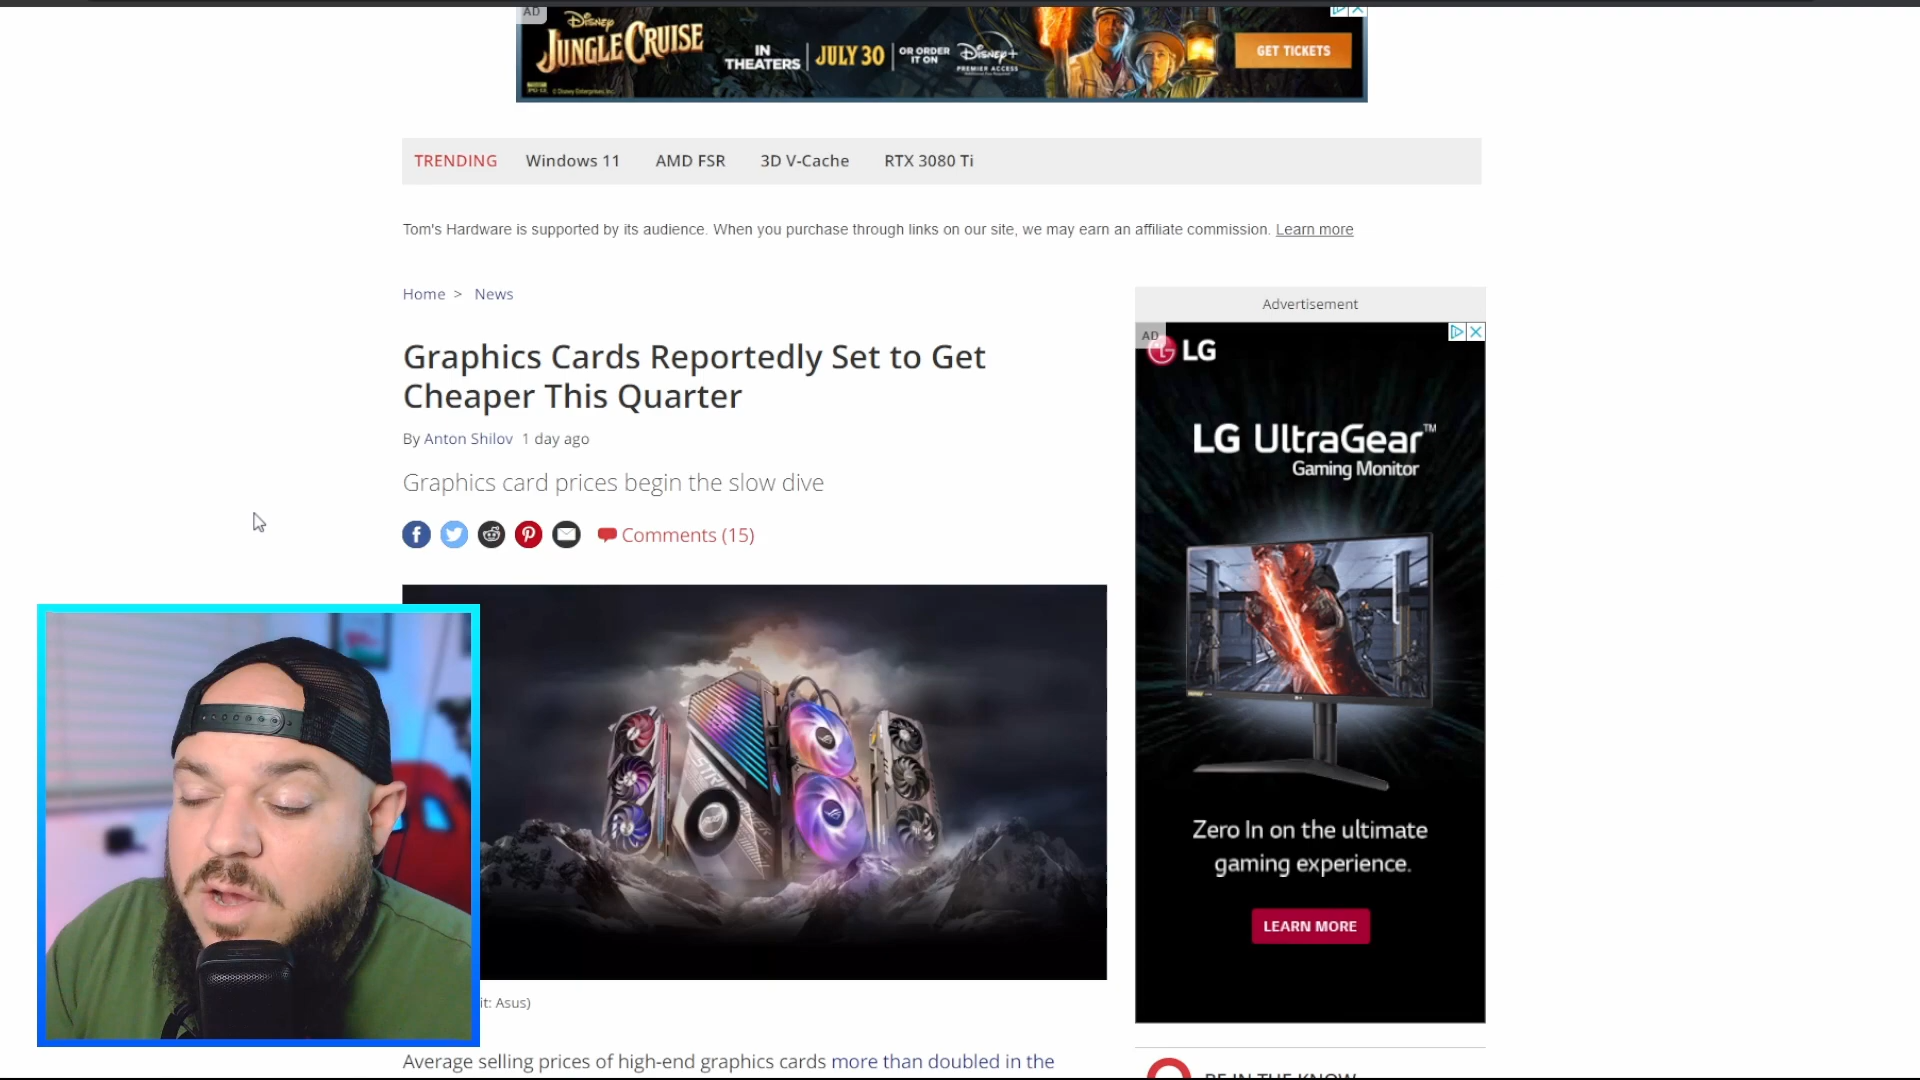 AD
Disney
JUNGLE CRUISE
IN THEATERS
JULY 30
OR ORDER IT ON
Disney+
PREMIER ACCESS
GET TICKETS
TRENDING Windows 11 AMD FSR 3D V-Cache RTX 3080 Ti
Tom's Hardware is supported by its audience. When you purchase through links on our site, we may earn an affiliate commission. Learn more
Home > News
Graphics Cards Reportedly Set to Get
Cheaper This Quarter
By Anton Shilov 1 day ago
Graphics card prices begin the slow dive
Comments (15)
STRIX
it: Asus)
Average selling prices of high-end graphics cards more than doubled in the
Advertisement
AD
LG
LG UltraGear™
Gaming Monitor
Zero In on the ultimate
gaming experience.
LEARN MORE
BE IN THE KNOW